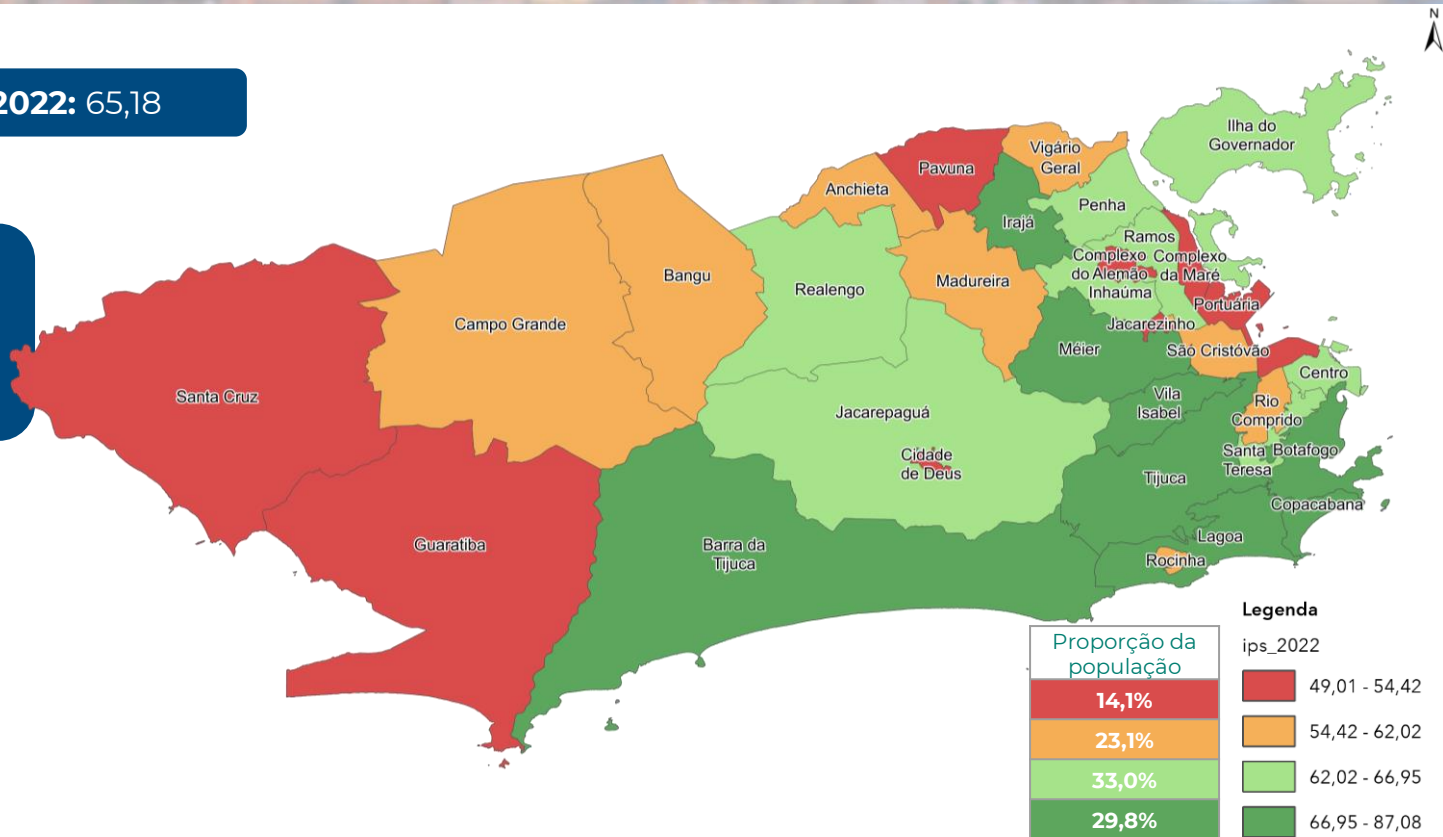 N
2022: 65,18
Ilha do
Governador
Vigário
Geral
Pavuna
Anchieta
Penha
Irajá
Ramos
Complexo
do Alemão
Complexo
da Maré
Bangu
Madureira
Realengo
Inhaúma
Portuária
Campo Grande
Jacarezinho
Méier
São Cristóvão
Centro
Santa Cruz
Vila
Isabel
Rio
Comprido
Jacarepaguá
Cidade
de Deus
Santa
Teresa
Botafogo
Tijuca
Copacabana
Lagoa
Guaratiba
Barra da
Tijuca
Rocinha
Legenda
ips_2022
Proporção da
população
14,1%
23,1%
33,0%
29,8%
49,01 - 54,42
54,42 - 62,02
62,02 - 66,95
66,95 - 87,08